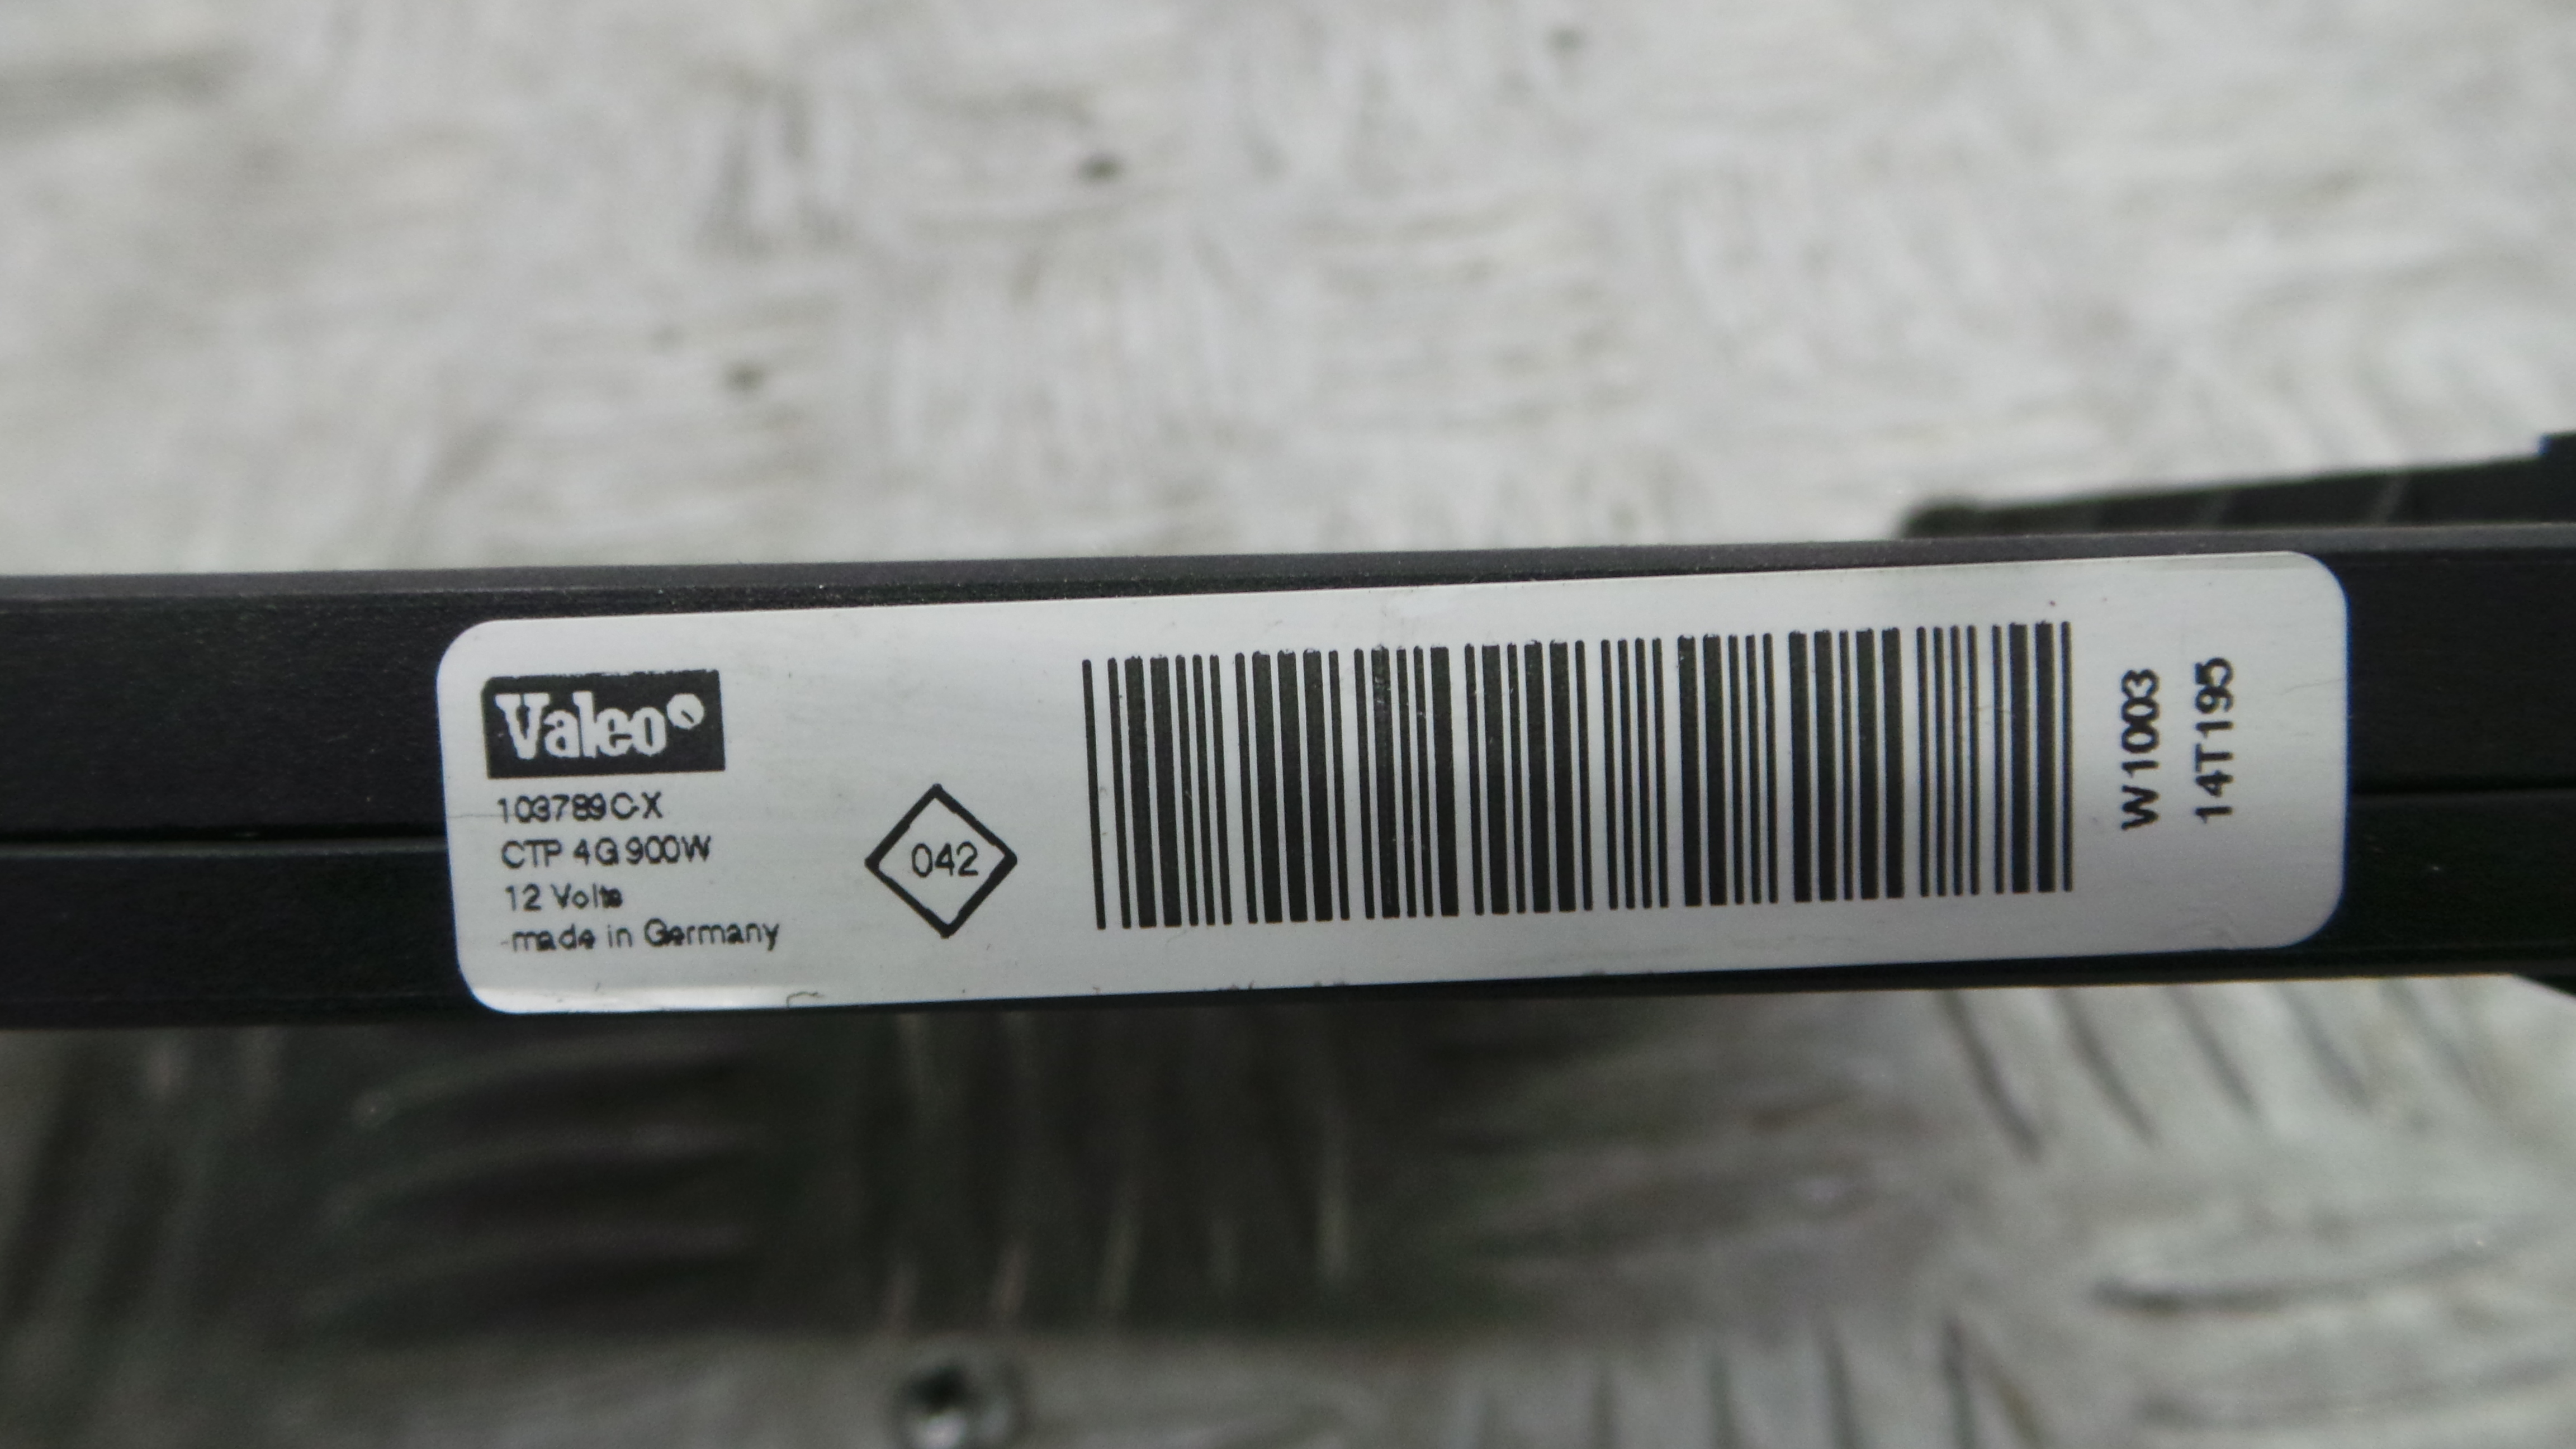 Valeo
103789C-X
CTP 4G 900W
12 Volts
-made in Germany
042
W1003
14T195